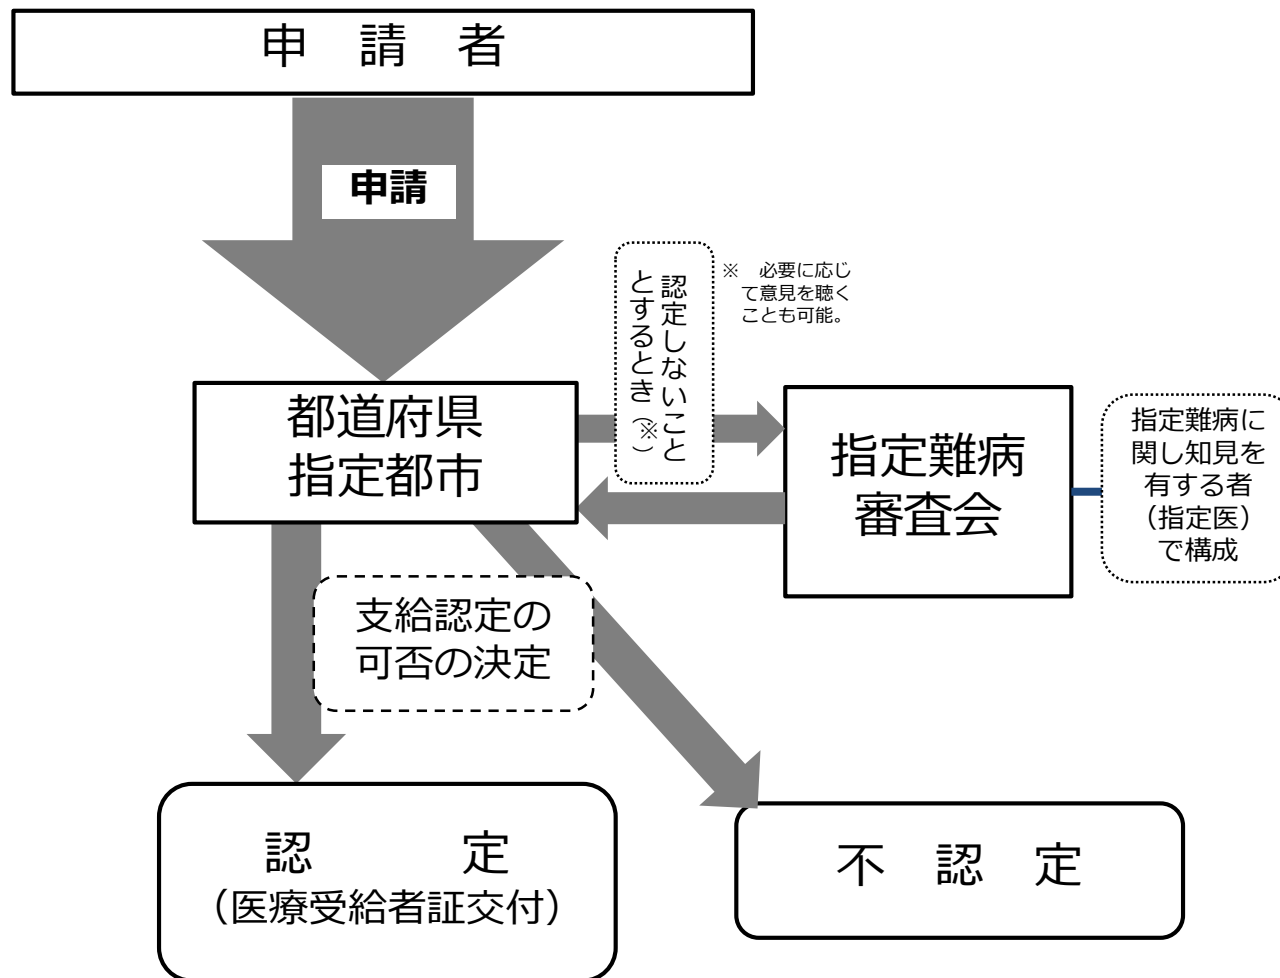 申　請　者
申請
認定しないこと
とするとき（※）
※　必要に応じ
て意見を聴く
ことも可能。
都道府県
指定都市
指定難病
審査会
指定難病に
関し知見を
有する者
（指定医）
で構成
支給認定の
可否の決定
認　　　定
（医療受給者証交付）
不　認　定